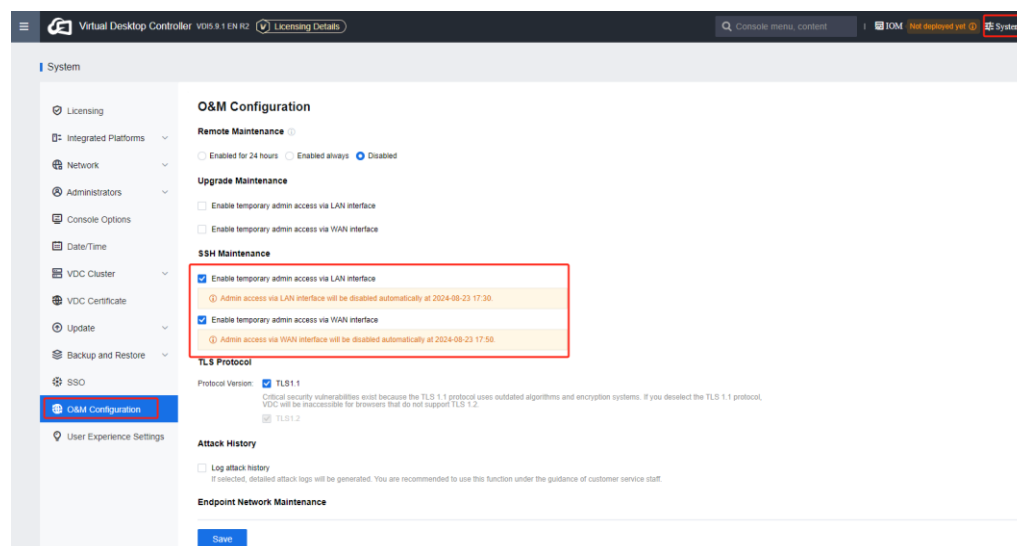 Virtual Desktop Controller VDI5.9.1 EN R2 Licensing Details Console menu, content IOM Not deployed yet System
System
Licensing
Integrated Platforms
Network
Administrators
Console Options
Date/Time
VDC Cluster
VDC Certificate
Update
Backup and Restore
SSO
O&M Configuration
User Experience Settings
O&M Configuration
Remote Maintenance
Enabled for 24 hours Enabled always Disabled
Upgrade Maintenance
Enable temporary admin access via LAN interface
Enable temporary admin access via WAN interface
SSH Maintenance
Enable temporary admin access via LAN interface
Admin access via LAN interface will be disabled automatically at 2024-08-23 17:30.
Enable temporary admin access via WAN interface
Admin access via WAN interface will be disabled automatically at 2024-08-23 17:50.
TLS Protocol
Protocol Version: TLS1.1
Critical security vulnerabilities exist because the TLS 1.1 protocol uses outdated algorithms and encryption systems. If you deselect the TLS 1.1 protocol,
VDC will be inaccessible for browsers that do not support TLS 1.2.
TLS1.2
Attack History
Log attack history
If selected, detailed attack logs will be generated. You are recommended to use this function under the guidance of customer service staff.
Endpoint Network Maintenance
Save